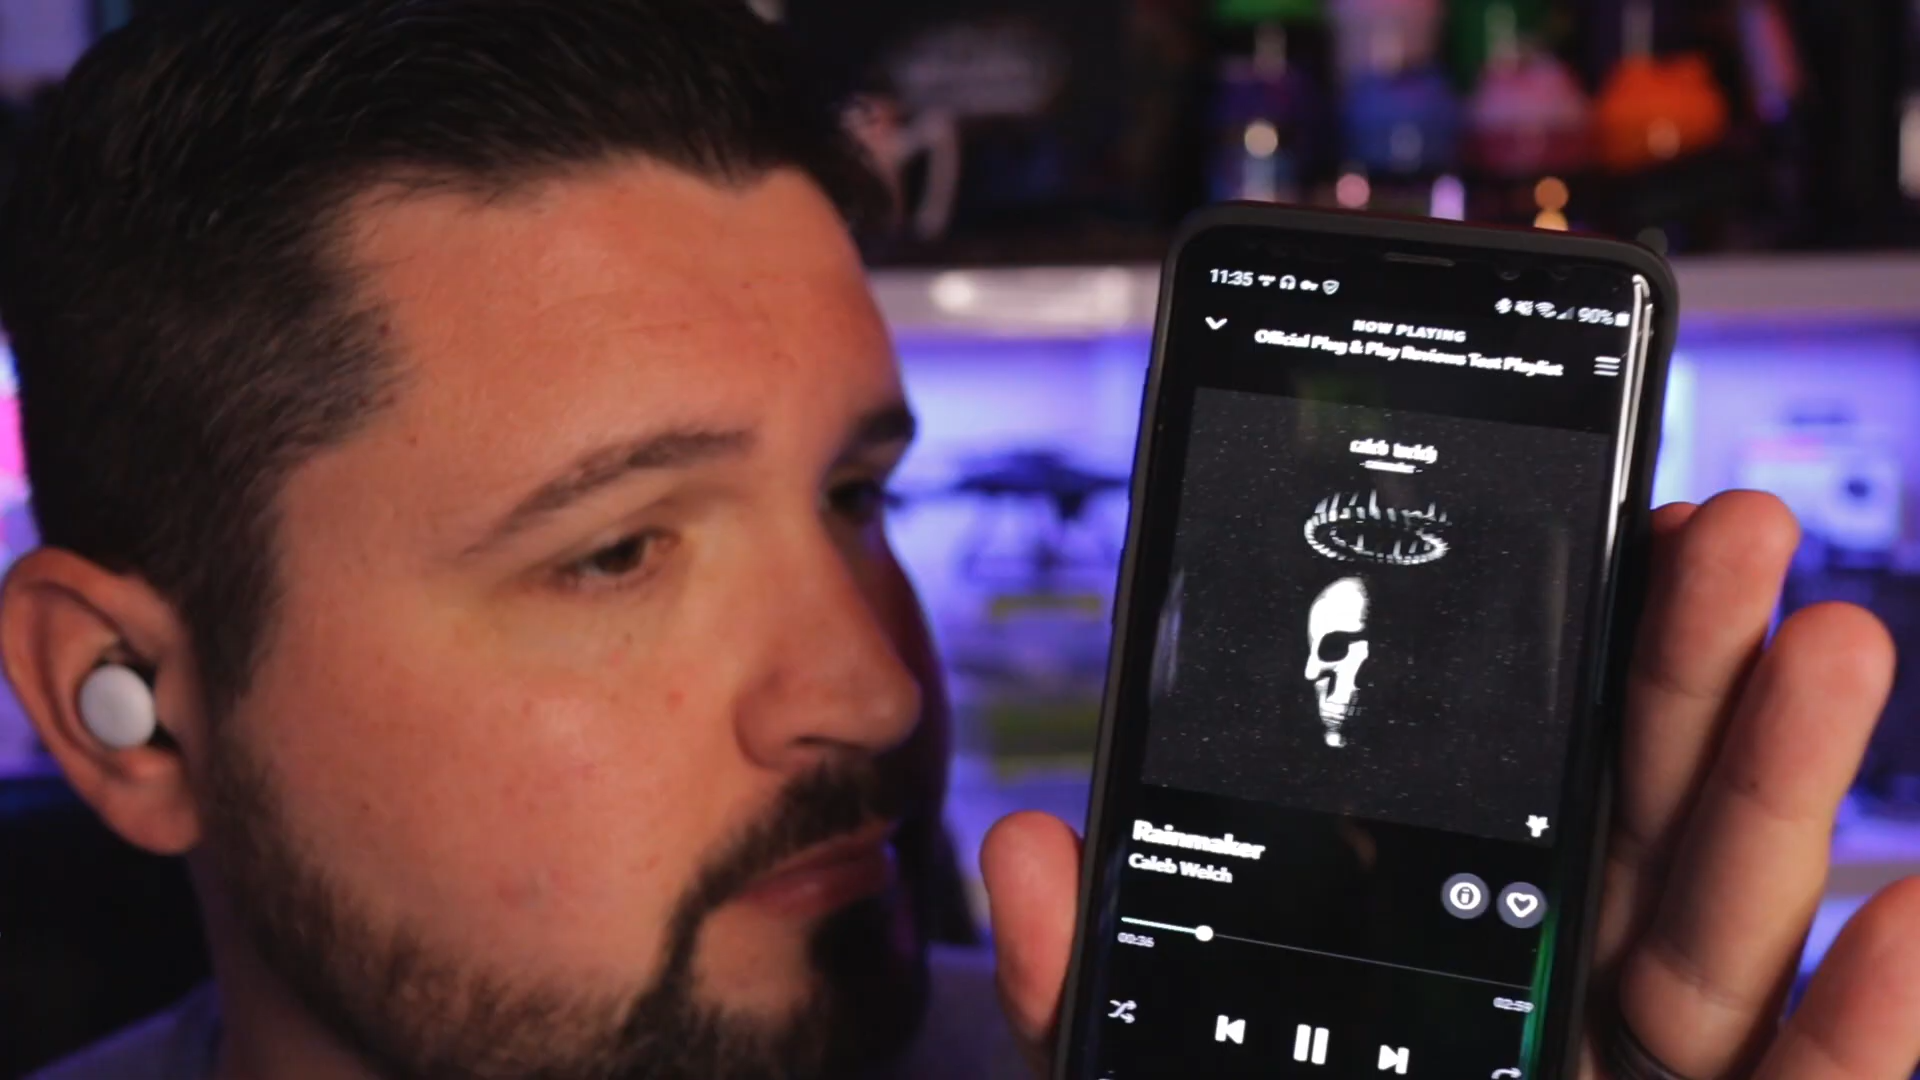 11:35
90%
NOW PLAYING
Official Plug & Play Reviews Test Playlist
caleb welch
rainmaker
Rainmaker
Caleb Welch
00:36
02:59